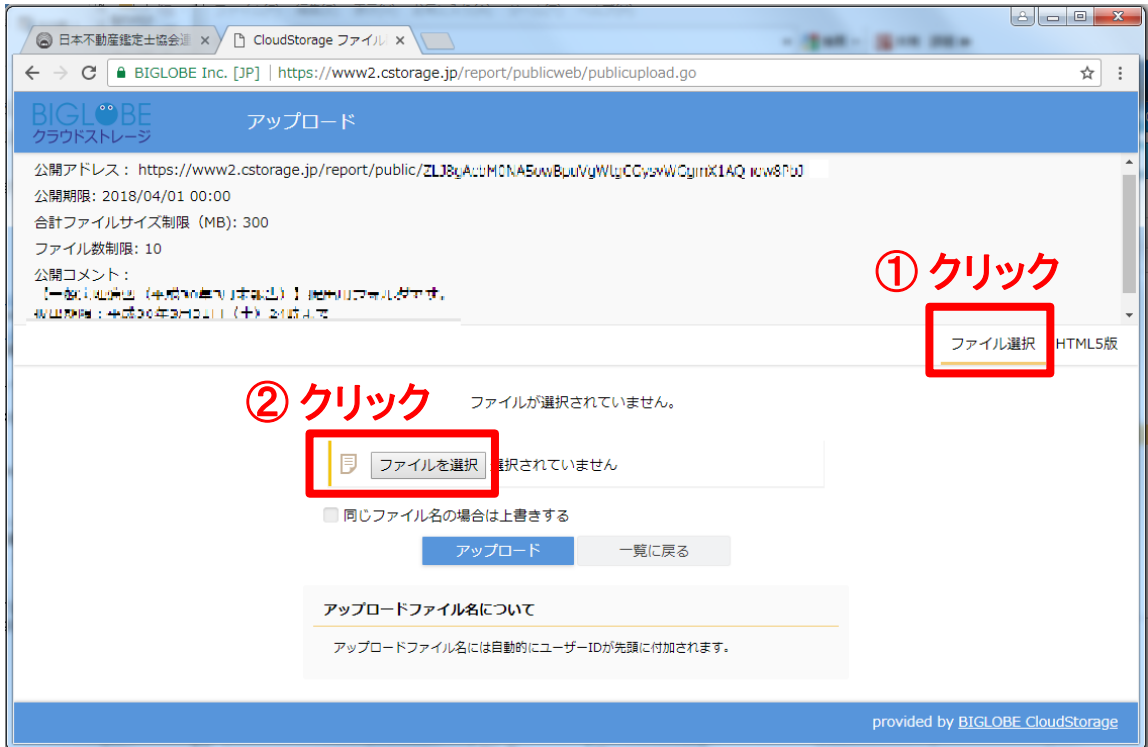 日本不動産鑑定士協会連
CloudStorage ファイル
BIGLOBE Inc. [JP] | https://www2.cstorage.jp/report/publicweb/publicupload.go
BIGLOBE
クラウドストレージ
アップロード
公開アドレス： https://www2.cstorage.jp/report/public/
公開期限: 2018/04/01 00:00
合計ファイルサイズ制限（MB): 300
ファイル数制限: 10
公開コメント：
① クリック
ファイル選択 HTML5版
② クリック
ファイルが選択されていません。
ファイルを選択 選択されていません
同じファイル名の場合は上書きする
アップロード 一覧に戻る
アップロードファイル名について
アップロードファイル名には自動的にユーザーIDが先頭に付加されます。
provided by BIGLOBE CloudStorage